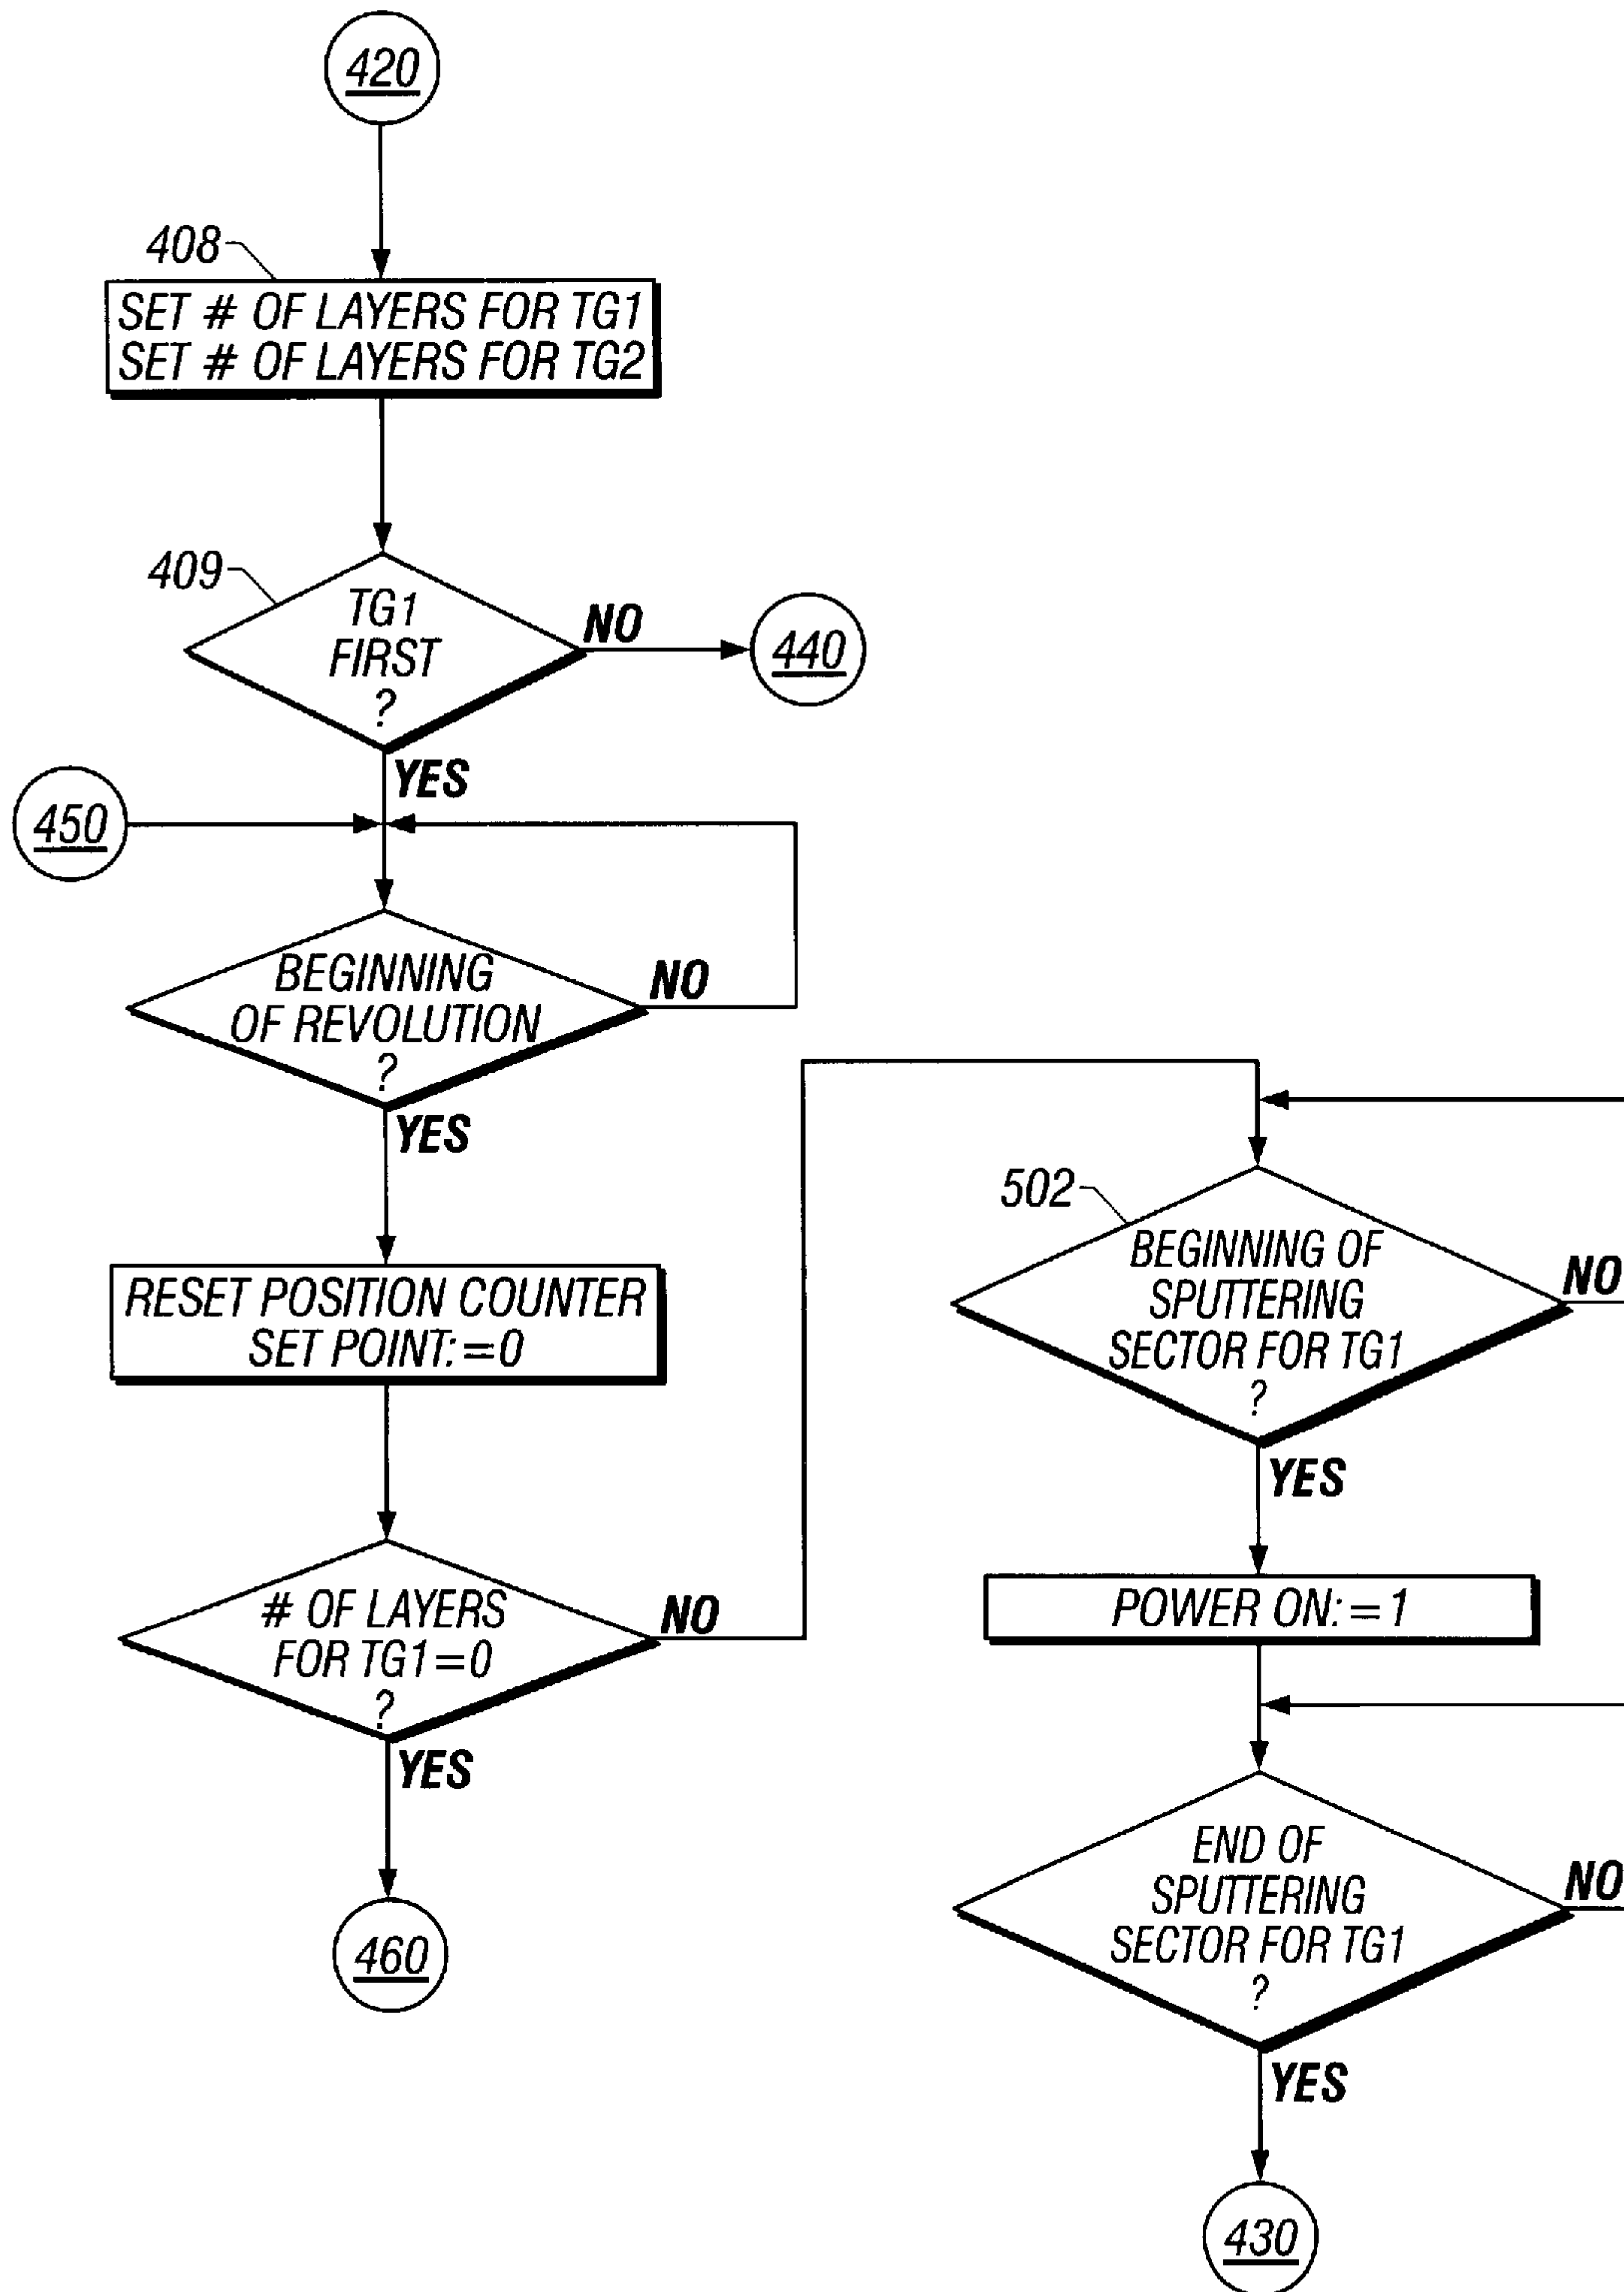 420
408
SET # OF LAYERS FOR TG1
SET # OF LAYERS FOR TG2
409
TG1
FIRST
?
NO
440
YES
450
BEGINNING
OF REVOLUTION
?
NO
YES
RESET POSITION COUNTER
SET POINT:=0
# OF LAYERS
FOR TG1=0
?
NO
YES
460
502
BEGINNING OF
SPUTTERING
SECTOR FOR TG1
?
NO
YES
POWER ON:=1
END OF
SPUTTERING
SECTOR FOR TG1
?
NO
YES
430